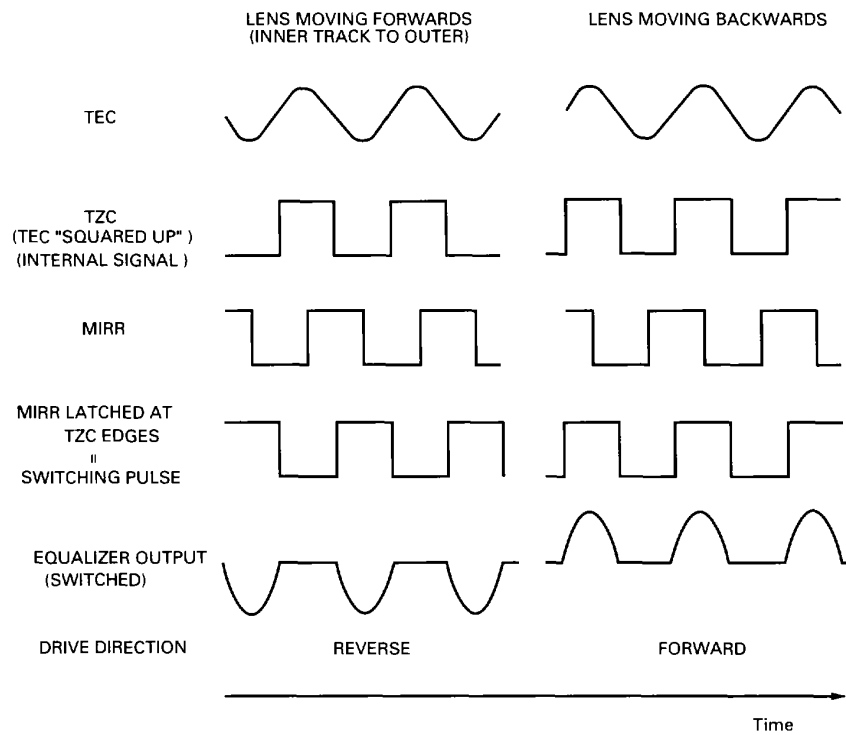 LENS MOVING FORWARDS
(INNER TRACK TO OUTER)
LENS MOVING BACKWARDS
TEC
TZC
(TEC "SQUARED UP" )
(INTERNAL SIGNAL )
MIRR
MIRR LATCHED AT
TZC EDGES
=
SWITCHING PULSE
EQUALIZER OUTPUT
(SWITCHED)
DRIVE DIRECTION
REVERSE
FORWARD
Time